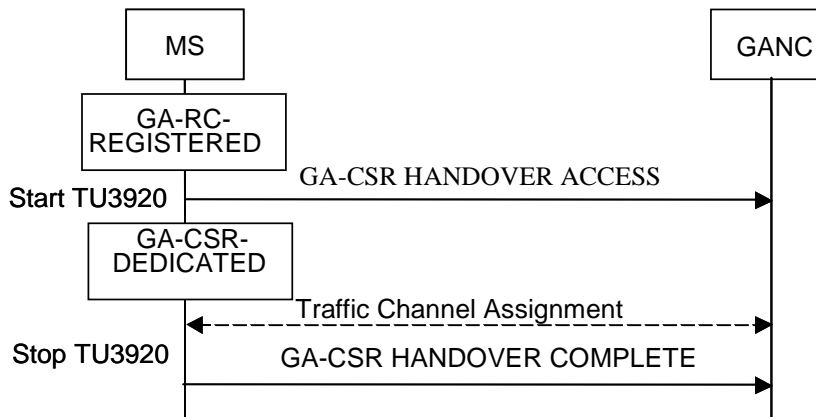 MS
GANC
GA-RC-
REGISTERED
GA-CSR HANDOVER ACCESS
Start TU3920
GA-CSR-
DEDICATED
Traffic Channel Assignment
Stop TU3920
GA-CSR HANDOVER COMPLETE